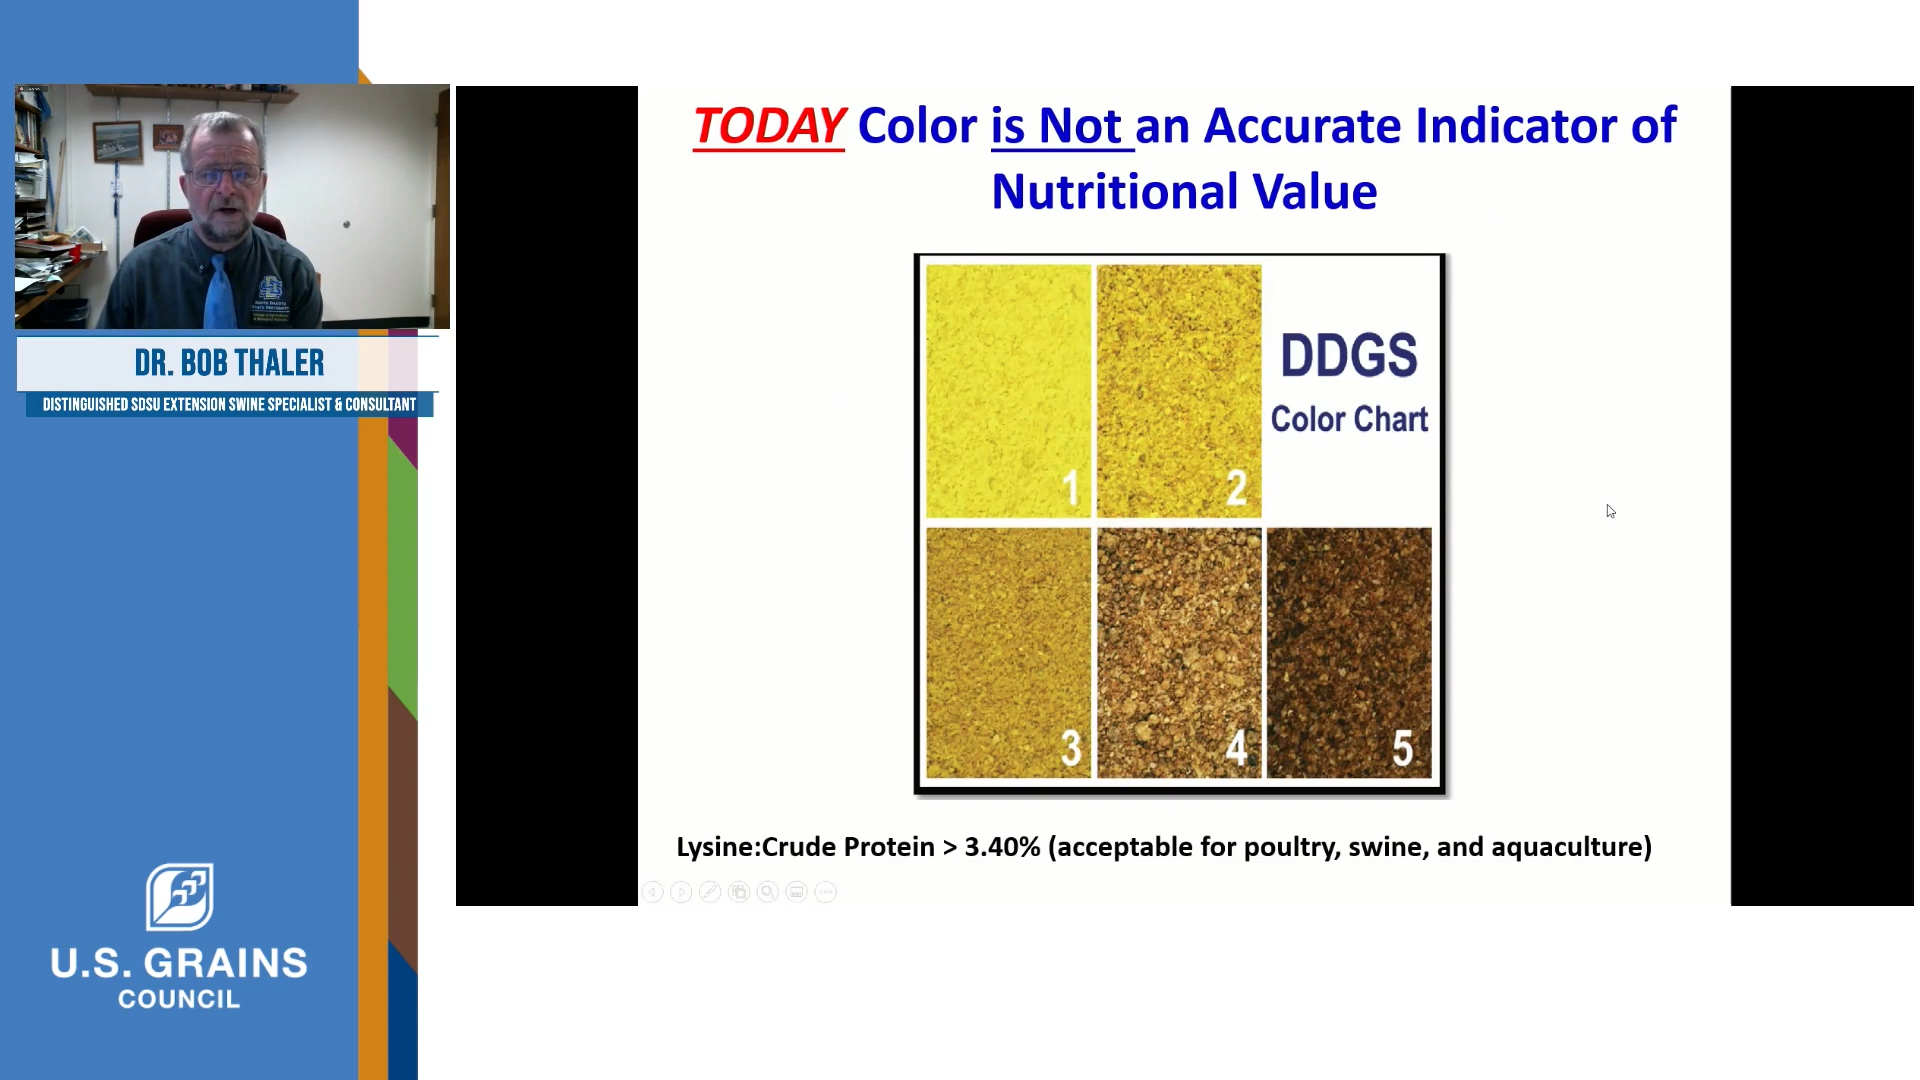 TODAY Color is Not an Accurate Indicator of
Nutritional Value
DR. BOB THALER
DISTINGUISHED SDSU EXTENSION SWINE SPECIALIST & CONSULTANT
DDGS
Color Chart
1
2
3
4
5
Lysine:Crude Protein > 3.40% (acceptable for poultry, swine, and aquaculture)
U.S. GRAINS
COUNCIL